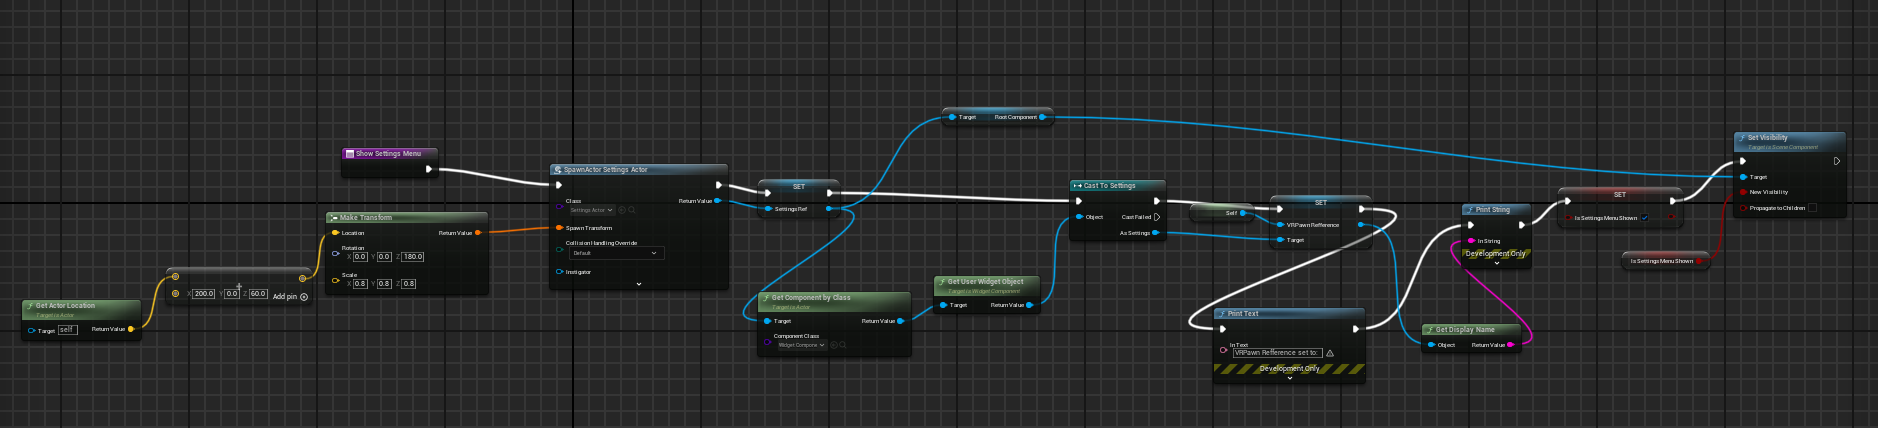 Get Actor Location
Target is Actor
Target self
Return Value
X 200.0 Y 0.0 Z 60.0
Add pin
Show Settings Menu
Make Transform
Location
Return Value
Rotation
X 0.0 Y 0.0 Z 180.0
Scale
X 0.8 Y 0.8 Z 0.8
SpawnActor Settings Actor
Class
Return Value
Settings Actor
Spawn Transform
Collision Handling Override
Default
Instigator
SET
Settings Ref
Get Component by Class
Target is Actor
Target
Return Value
Component Class
Widget Compone
Target
Root Component
Get User Widget Object
Target is Widget Component
Target
Return Value
Cast To Settings
Object
Cast Failed
As Settings
Self
SET
VRPawn Refference
Target
Print Text
In Text
VRPawn Refference set to:
Development Only
Get Display Name
Object
Return Value
Print String
In String
Development Only
SET
Is Settings Menu Shown
Is Settings Menu Shown
Set Visibility
Target is Scene Component
Target
New Visibility
Propagate to Children